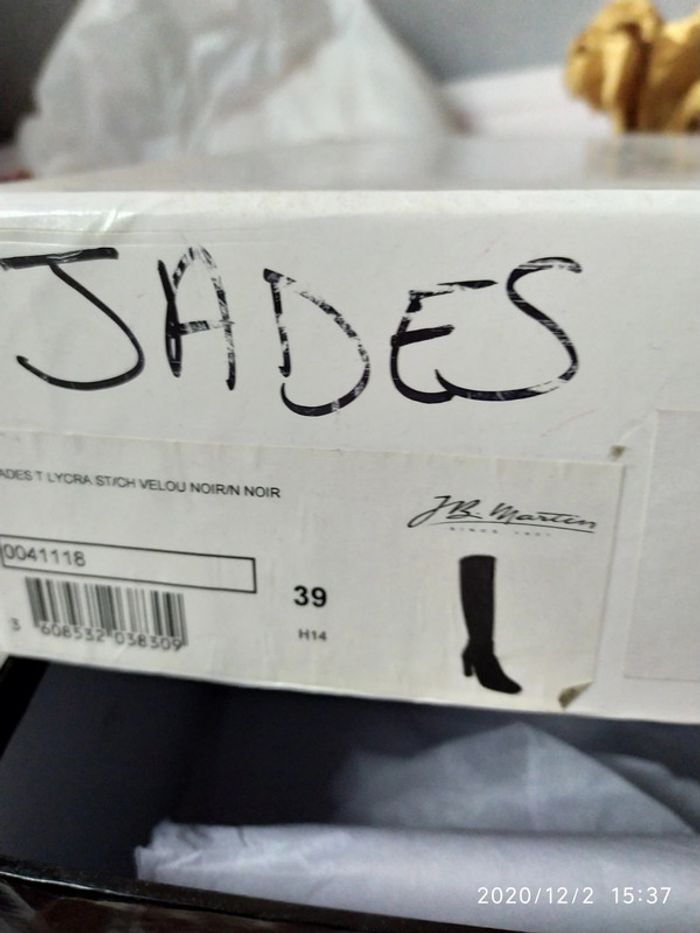 JADES
ADES T LYCRA ST/CH VELOU NOIR/N NOIR
JB. Martin
0041118
39
H14
3 608532 038309
2020/12/2 15:37